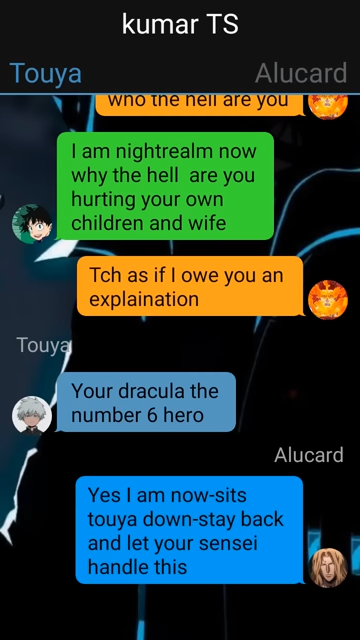 kumar TS
Touya Alucard
who the hell are you
I am nightrealm now
why the hell are you
hurting your own
children and wife
Tch as if I owe you an
explaination
Touya
Your dracula the
number 6 hero
Alucard
Yes I am now-sits
touya down-stay back
and let your sensei
handle this